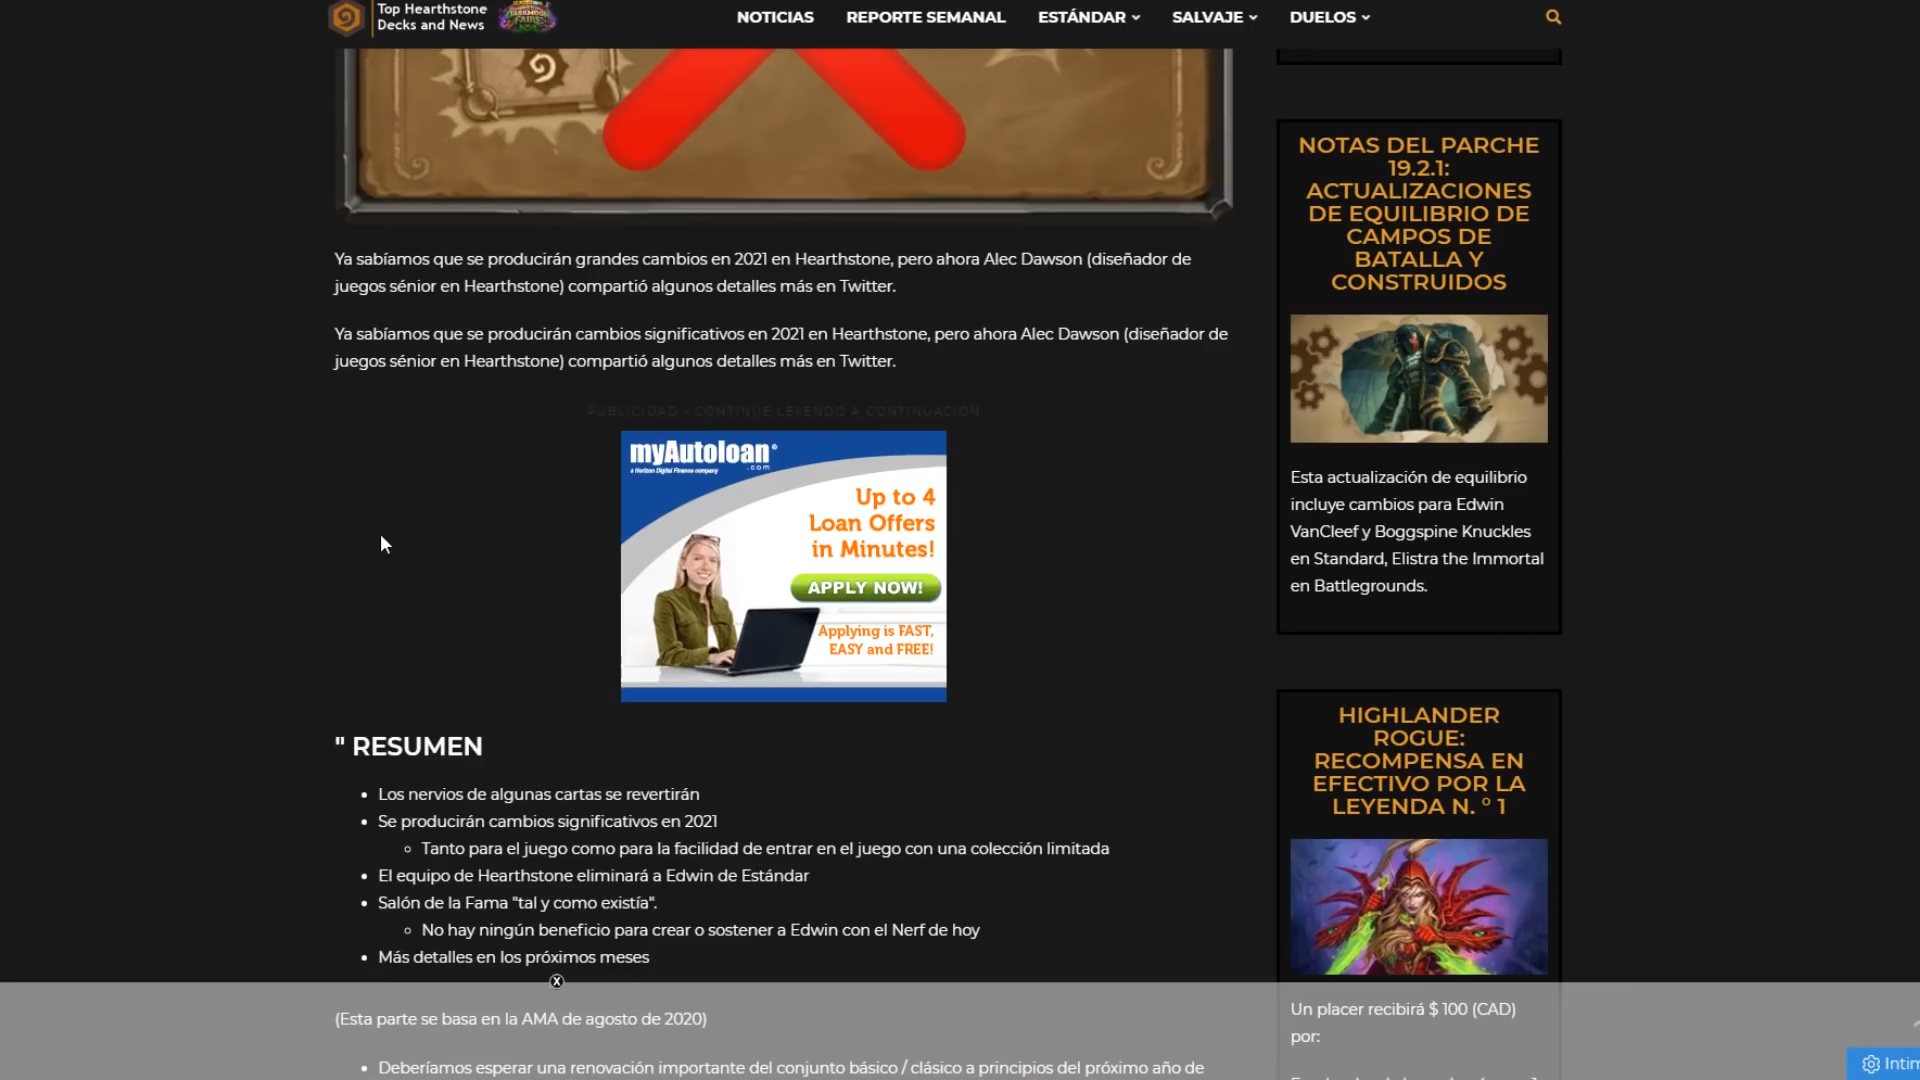 Top Hearthstone
Decks and News
NOTICIAS
REPORTE SEMANAL
ESTÁNDAR
SALVAJE
DUELOS
Ya sabíamos que se producirán grandes cambios en 2021 en Hearthstone, pero ahora Alec Dawson (diseñador de
juegos sénior en Hearthstone) compartió algunos detalles más en Twitter.
Ya sabíamos que se producirán cambios significativos en 2021 en Hearthstone, pero ahora Alec Dawson (diseñador de
juegos sénior en Hearthstone) compartió algunos detalles más en Twitter.
PUBLICIDAD - CONTINUE LEYENDO A CONTINUACIÓN
myAutoloan®
.com
a Horizon Digital Finance company
Up to 4
Loan Offers
in Minutes!
APPLY NOW!
Applying is FAST,
EASY and FREE!
" RESUMEN
• Los nervios de algunas cartas se revertirán
• Se producirán cambios significativos en 2021
◦ Tanto para el juego como para la facilidad de entrar en el juego con una colección limitada
• El equipo de Hearthstone eliminará a Edwin de Estándar
• Salón de la Fama "tal y como existía".
◦ No hay ningún beneficio para crear o sostener a Edwin con el Nerf de hoy
• Más detalles en los próximos meses
X
(Esta parte se basa en la AMA de agosto de 2020)
• Deberíamos esperar una renovación importante del conjunto básico / clásico a principios del próximo año de
NOTAS DEL PARCHE
19.2.1:
ACTUALIZACIONES
DE EQUILIBRIO DE
CAMPOS DE
BATALLA Y
CONSTRUIDOS
Esta actualización de equilibrio
incluye cambios para Edwin
VanCleef y Boggspine Knuckles
en Standard, Elistra the Immortal
en Battlegrounds.
HIGHLANDER
ROGUE:
RECOMPENSA EN
EFECTIVO POR LA
LEYENDA N. ° 1
Un placer recibirá $ 100 (CAD)
por: